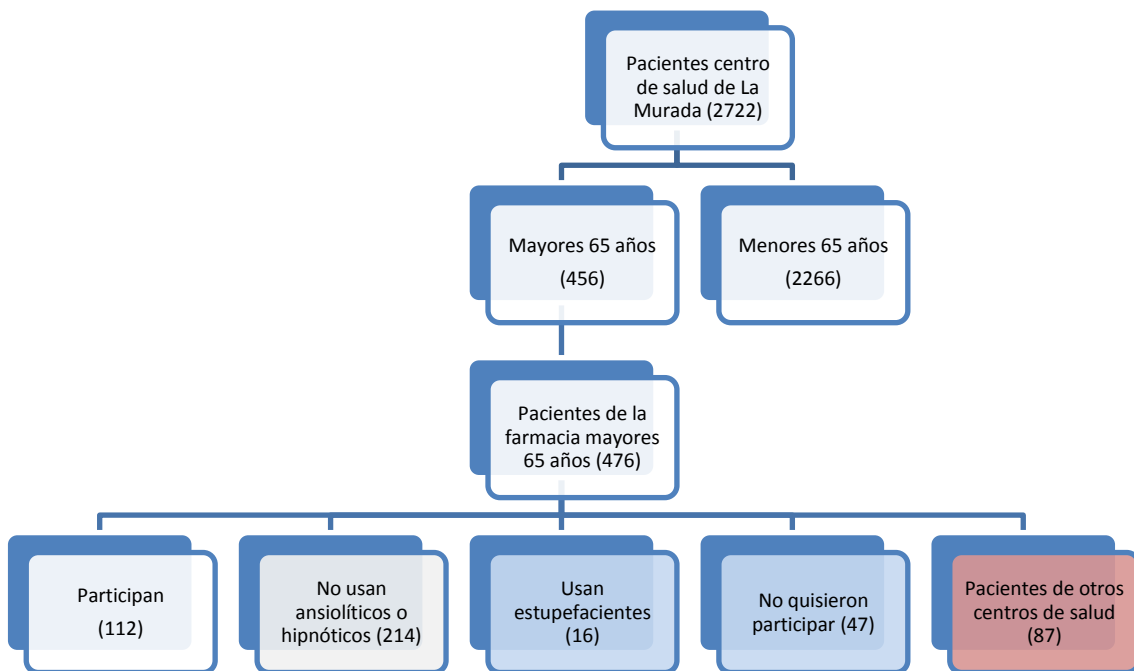 Pacientes centro
de salud de La
Murada (2722)
Mayores 65 años
(456)
Menores 65 años
(2266)
Pacientes de la
farmacia mayores
65 años (476)
Participan
(112)
No usan
ansiolíticos o
hipnóticos (214)
Usan
estupefacientes
(16)
No quisieron
participar (47)
Pacientes de otros
centros de salud
(87)